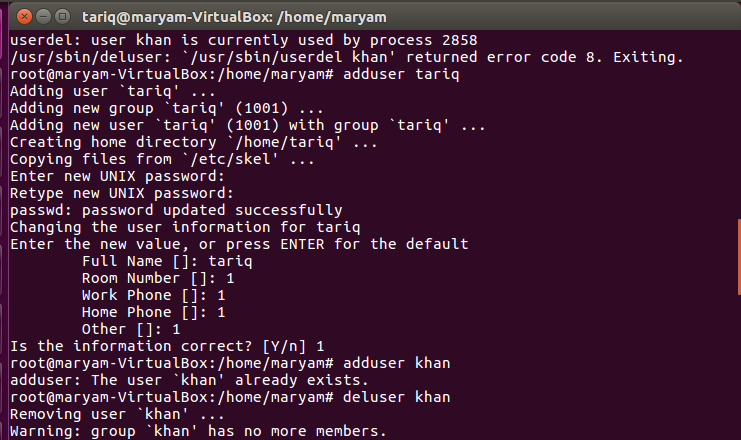 tariq@maryam-VirtualBox: /home/maryam
userdel: user khan is currently used by process 2858
/usr/sbin/deluser: `/usr/sbin/userdel khan' returned error code 8. Exiting.
root@maryam-VirtualBox:/home/maryam# adduser tariq
Adding user `tariq' ...
Adding new group `tariq' (1001) ...
Adding new user `tariq' (1001) with group `tariq' ...
Creating home directory `/home/tariq' ...
Copying files from `/etc/skel' ...
Enter new UNIX password:
Retype new UNIX password:
passwd: password updated successfully
Changing the user information for tariq
Enter the new value, or press ENTER for the default
Full Name []: tariq
Room Number []: 1
Work Phone []: 1
Home Phone []: 1
Other []: 1
Is the information correct? [Y/n] 1
root@maryam-VirtualBox:/home/maryam# adduser khan
adduser: The user `khan' already exists.
root@maryam-VirtualBox:/home/maryam# deluser khan
Removing user `khan' ...
Warning: group `khan' has no more members.